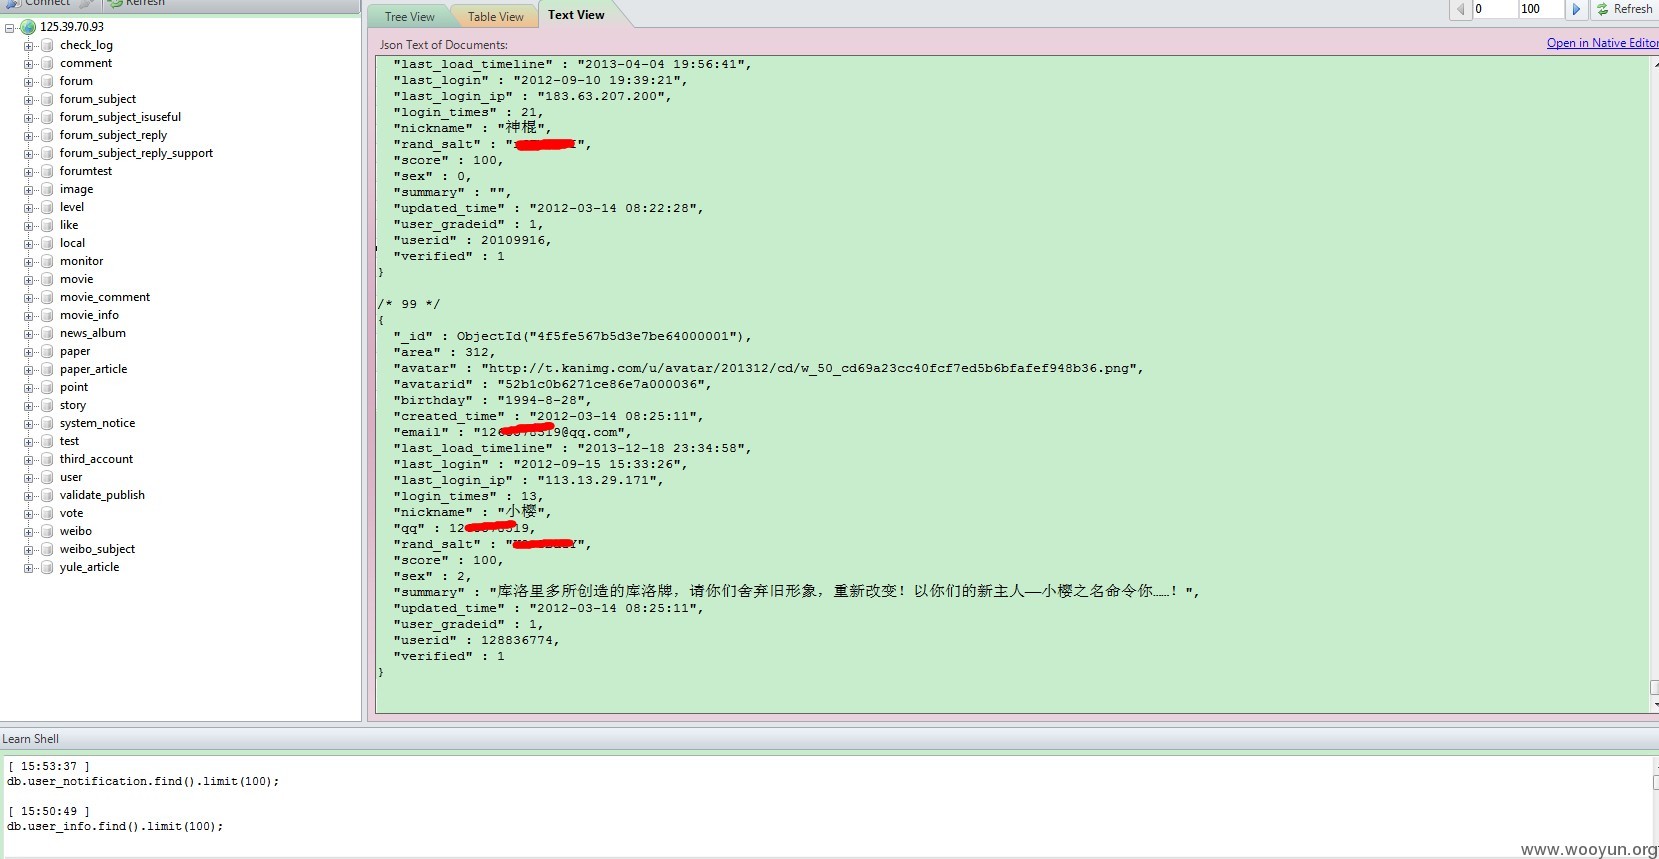 Connect Refresh
125.39.70.93
check_log
comment
forum
forum_subject
forum_subject_isuseful
forum_subject_reply
forum_subject_reply_support
forumtest
image
level
like
local
monitor
movie
movie_comment
movie_info
news_album
paper
paper_article
point
story
system_notice
test
third_account
user
validate_publish
vote
weibo
weibo_subject
yule_article
Tree View Table View Text View
0 100 Refresh
Json Text of Documents: Open in Native Editor
"last_load_timeline" : "2013-04-04 19:56:41",
"last_login" : "2012-09-10 19:39:21",
"last_login_ip" : "183.63.207.200",
"login_times" : 21,
"nickname" : "神棍",
"rand_salt" : "",
"score" : 100,
"sex" : 0,
"summary" : "",
"updated_time" : "2012-03-14 08:22:28",
"user_gradeid" : 1,
"userid" : 20109916,
"verified" : 1
}
/* 99 */
{
"_id" : ObjectId("4f5fe567b5d3e7be64000001"),
"area" : 312,
"avatar" : "http://t.kanimg.com/u/avatar/201312/cd/w_50_cd69a23cc40fcf7ed5b6bfafef948b36.png",
"avatarid" : "52b1c0b6271ce86e7a000036",
"birthday" : "1994-8-28",
"created_time" : "2012-03-14 08:25:11",
"email" : "@qq.com",
"last_load_timeline" : "2013-12-18 23:34:58",
"last_login" : "2012-09-15 15:33:26",
"last_login_ip" : "113.13.29.171",
"login_times" : 13,
"nickname" : "小樱",
"qq" :
"rand_salt" : "",
"score" : 100,
"sex" : 2,
"summary" : "库洛里多所创造的库洛牌，请你们舍弃旧形象，重新改变！以你们的新主人——小樱之名命令你……！",
"updated_time" : "2012-03-14 08:25:11",
"user_gradeid" : 1,
"userid" : 128836774,
"verified" : 1
}
Learn Shell
[ 15:53:37 ]
db.user_notification.find().limit(100);
[ 15:50:49 ]
db.user_info.find().limit(100);
www.wooyun.org